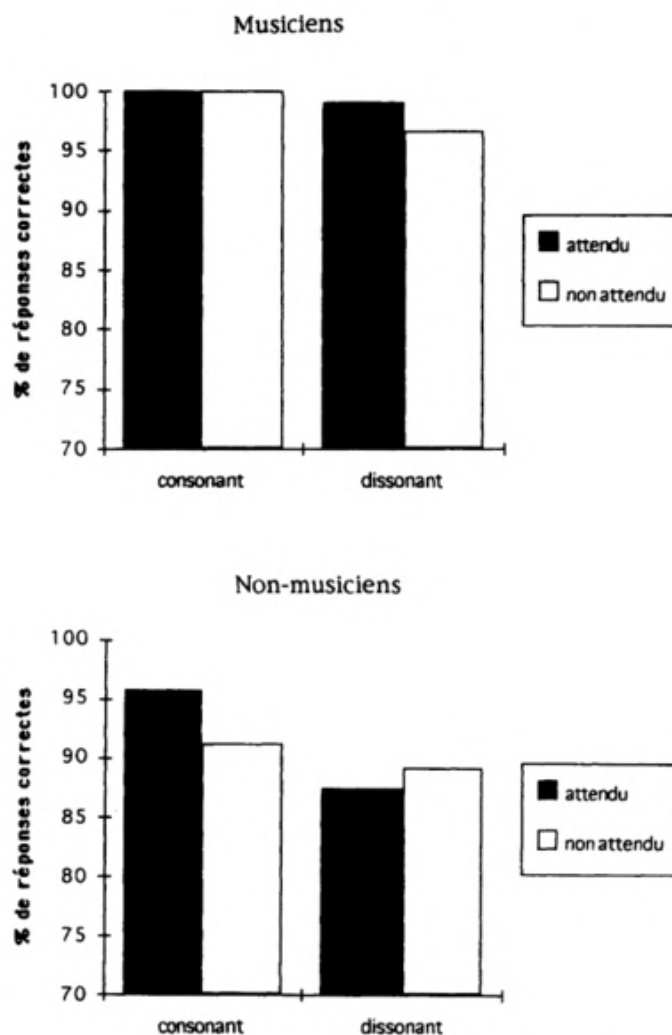 Musiciens
% de réponses correctes
100
95
90
85
80
75
70
consonant dissonant
attendu
non attendu
Non-musiciens
% de réponses correctes
100
95
90
85
80
75
70
consonant dissonant
attendu
non attendu